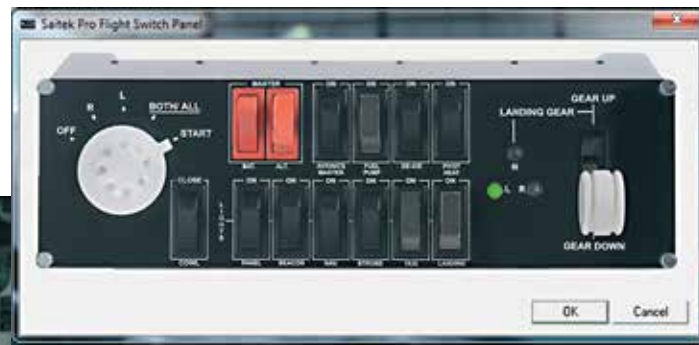 Saitek Pro Flight Switch Panel
OFF
R
L
BOTH/ALL
START
MASTER
BAT.
ALT.
ON
ON
ON
ON
AVIONICS
MASTER
FUEL
PUMP
DE-ICE
PITOT
HEAT
LANDING GEAR
GEAR UP
N
L
R
GEAR DOWN
CLOSE
COWL
LIGHTS
ON
ON
ON
ON
ON
ON
PANEL
BEACON
NAV
STROBE
TAXI
LANDING
OK
Cancel